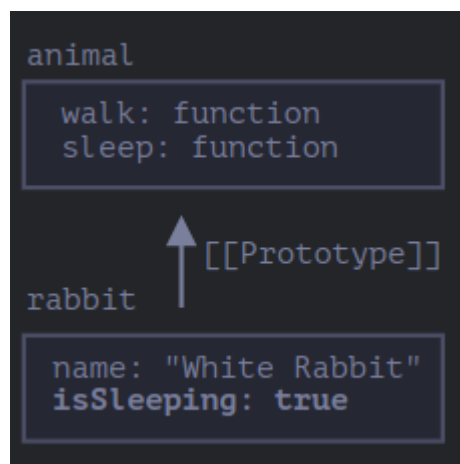 animal
walk: function
sleep: function
[[Prototype]]
rabbit
name: "White Rabbit"
isSleeping: true